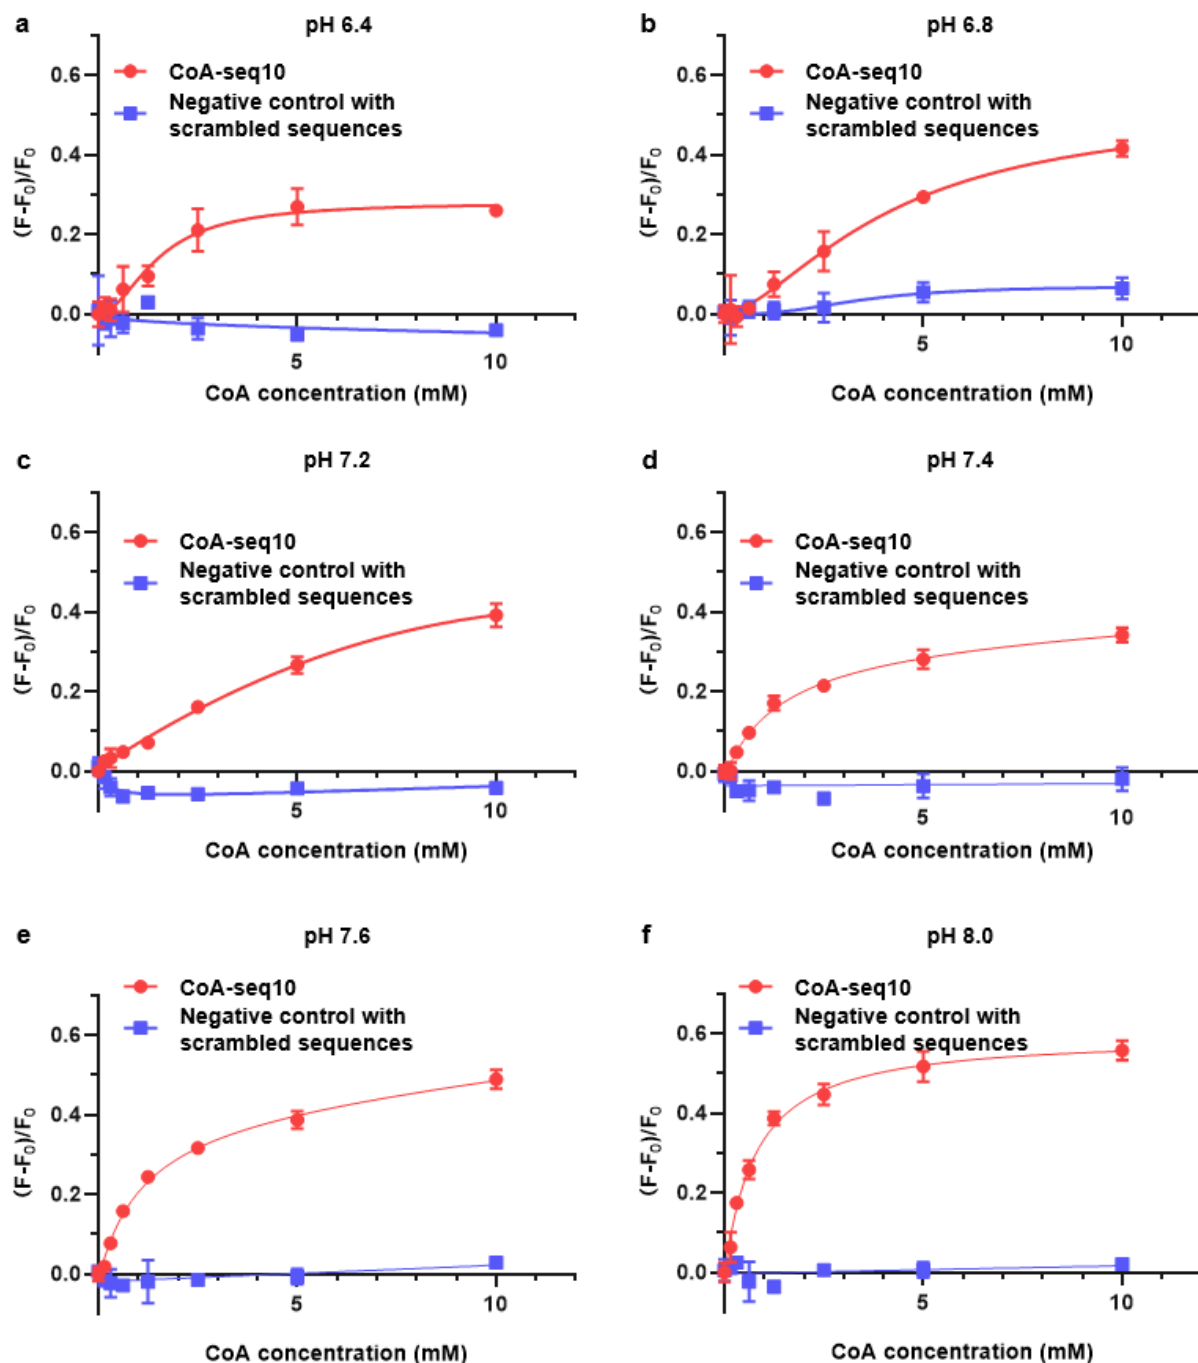 a
pH 6.4
0.6
0.4
0.2
0.0
(F-F₀)/F₀
CoA-seq10
Negative control with
scrambled sequences
5
10
CoA concentration (mM)
b
pH 6.8
0.6
0.4
0.2
0.0
(F-F₀)/F₀
CoA-seq10
Negative control with
scrambled sequences
5
10
CoA concentration (mM)
c
pH 7.2
0.6
0.4
0.2
0.0
(F-F₀)/F₀
CoA-seq10
Negative control with
scrambled sequences
5
10
CoA concentration (mM)
d
pH 7.4
0.6
0.4
0.2
0.0
(F-F₀)/F₀
CoA-seq10
Negative control with
scrambled sequences
5
10
CoA concentration (mM)
e
pH 7.6
0.6
0.4
0.2
0.0
(F-F₀)/F₀
CoA-seq10
Negative control with
scrambled sequences
5
10
CoA concentration (mM)
f
pH 8.0
0.6
0.4
0.2
0.0
(F-F₀)/F₀
CoA-seq10
Negative control with
scrambled sequences
5
10
CoA concentration (mM)